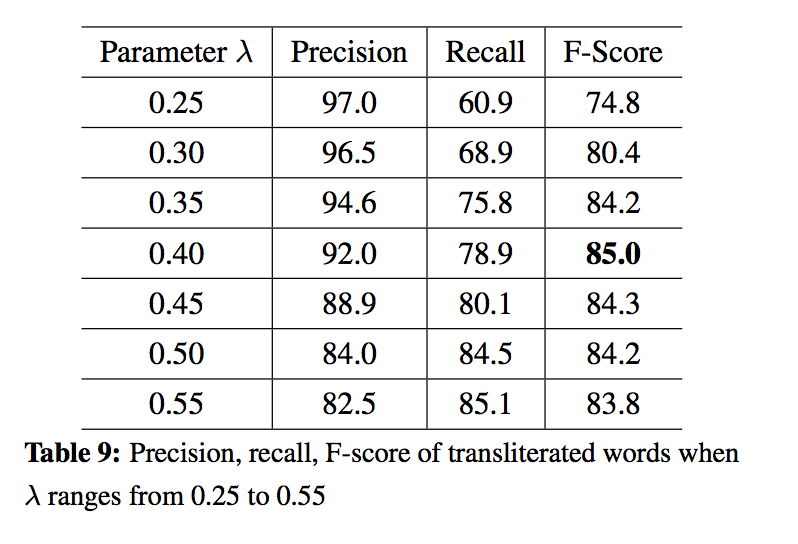 Parameter λ Precision Recall F-Score
0.25 97.0 60.9 74.8
0.30 96.5 68.9 80.4
0.35 94.6 75.8 84.2
0.40 92.0 78.9 85.0
0.45 88.9 80.1 84.3
0.50 84.0 84.5 84.2
0.55 82.5 85.1 83.8
Table 9: Precision, recall, F-score of transliterated words when
λ ranges from 0.25 to 0.55